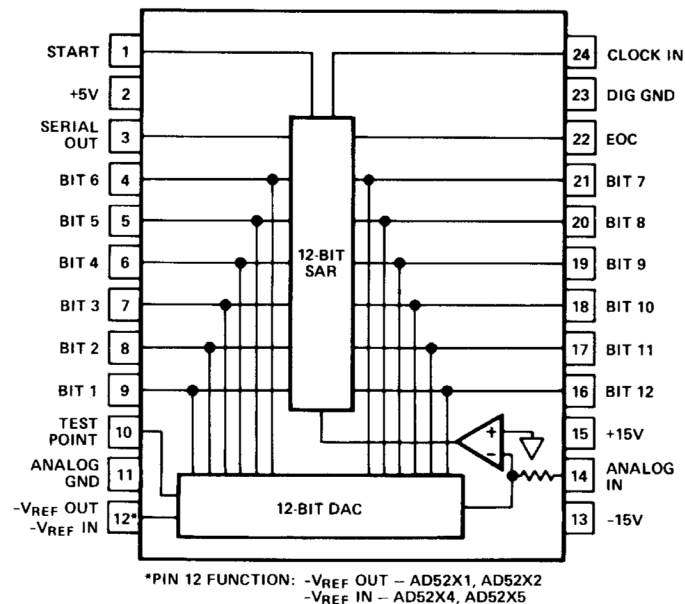 START 1
24 CLOCK IN
+5V 2
23 DIG GND
SERIAL
OUT 3
22 EOC
BIT 6 4
21 BIT 7
BIT 5 5
20 BIT 8
12-BIT
SAR
BIT 4 6
19 BIT 9
BIT 3 7
18 BIT 10
BIT 2 8
17 BIT 11
BIT 1 9
16 BIT 12
TEST
POINT 10
+
-
15 +15V
ANALOG
GND 11
14 ANALOG
IN
-VREF OUT
-VREF IN 12*
12-BIT DAC
13 -15V
*PIN 12 FUNCTION: -VREF OUT – AD52X1, AD52X2
-VREF IN – AD52X4, AD52X5